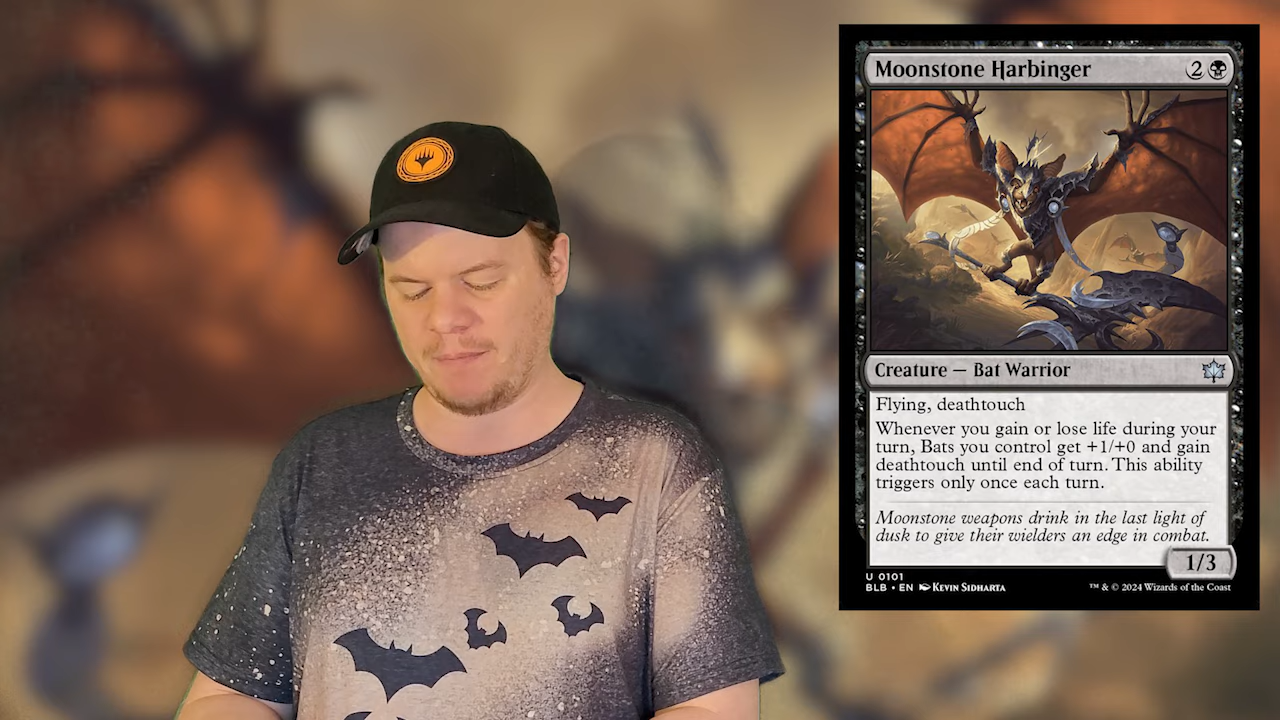 Moonstone Harbinger 2
Creature — Bat Warrior
Flying, deathtouch
Whenever you gain or lose life during your
turn, Bats you control get +1/+0 and gain
deathtouch until end of turn. This ability
triggers only once each turn.
Moonstone weapons drink in the last light of
dusk to give their wielders an edge in combat.
1/3
U 0101
BLB • EN Kevin Sidharta
™ & © 2024 Wizards of the Coast